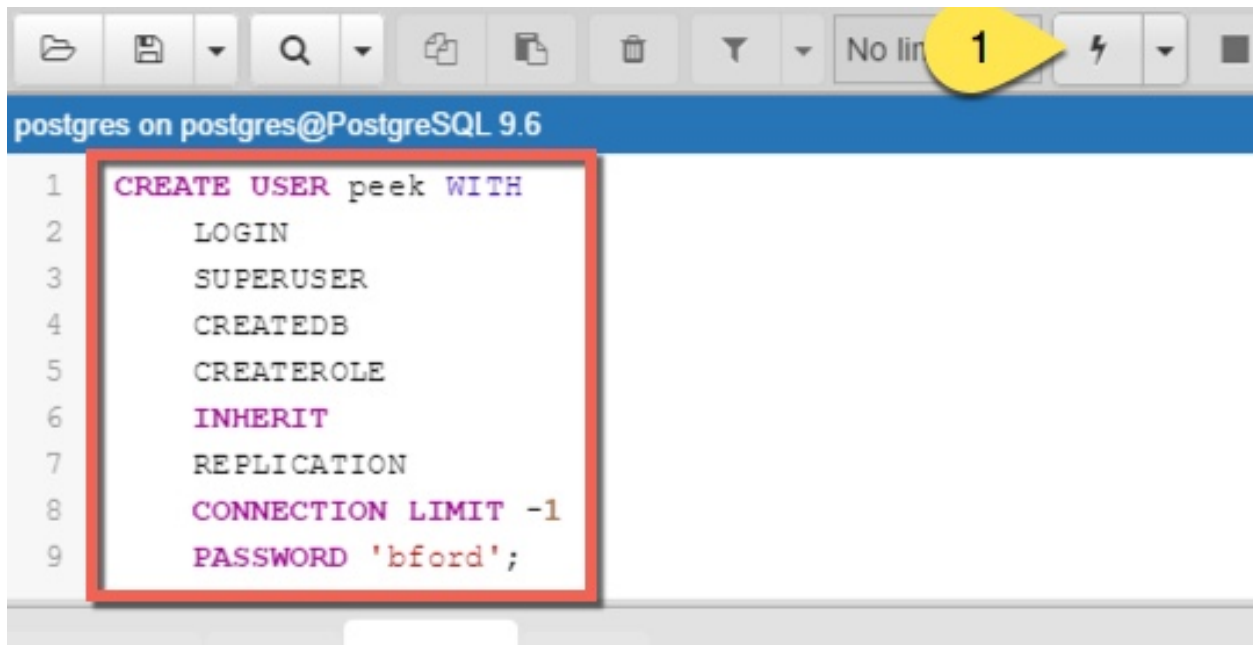 No lin
1
postgres on postgres@PostgreSQL 9.6
1 CREATE USER peek WITH
2 LOGIN
3 SUPERUSER
4 CREATEDB
5 CREATEROLE
6 INHERIT
7 REPLICATION
8 CONNECTION LIMIT -1
9 PASSWORD 'bford';